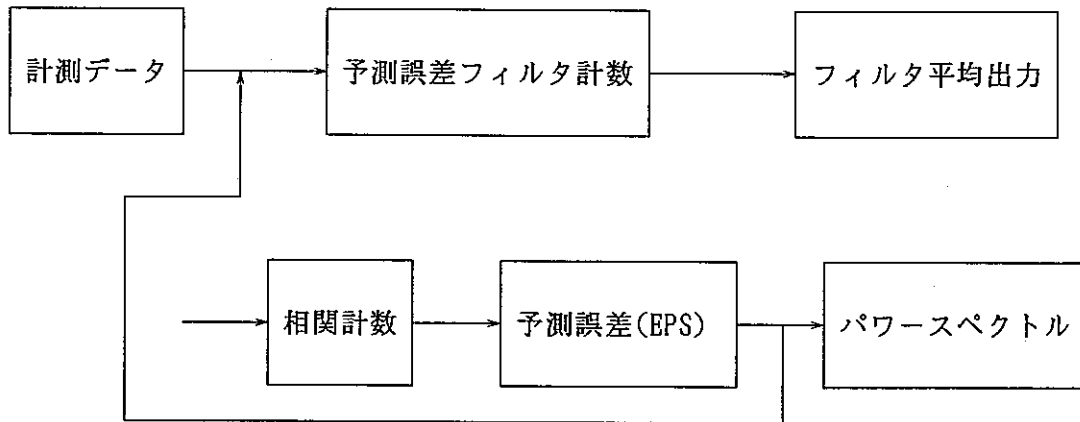 計測データ
予測誤差フィルタ計数
フィルタ平均出力
相関計数
予測誤差(EPS)
パワースペクトル